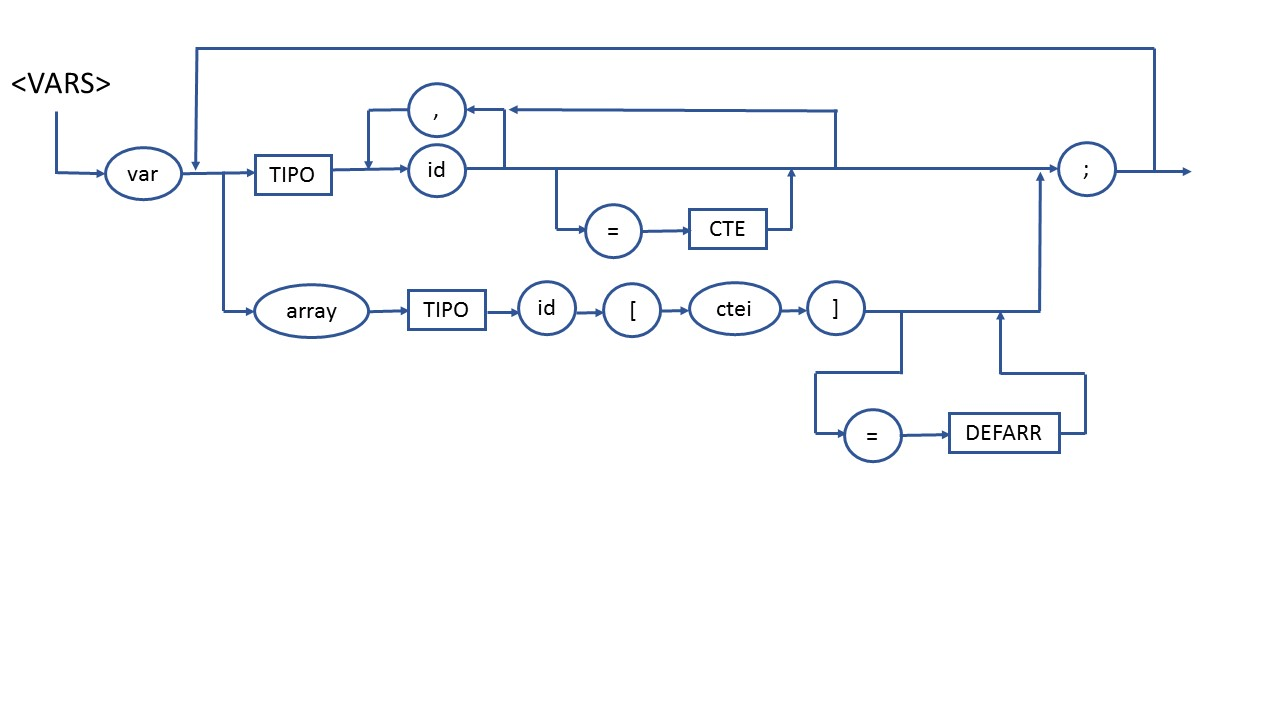 <VARS>
,
var TIPO id ;
= CTE
array TIPO id [ ctei ]
= DEFARR